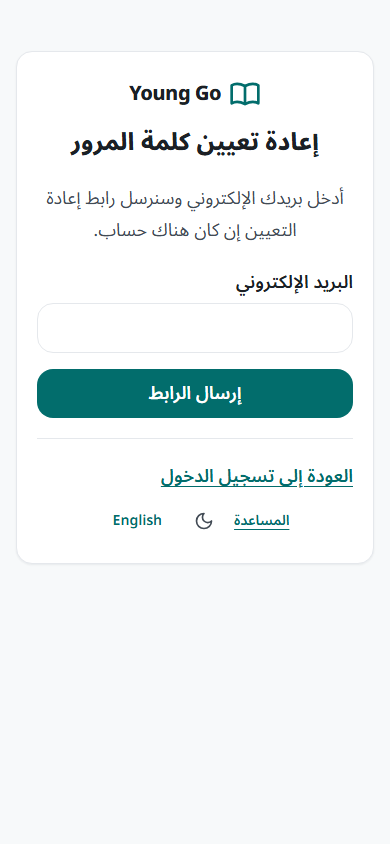 Young Go
إعادة تعيين كلمة المرور
أدخل بريدك الإلكتروني وسنرسل رابط إعادة
التعيين إن كان هناك حساب.
البريد الإلكتروني
إرسال الرابط
العودة إلى تسجيل الدخول
المساعدة English